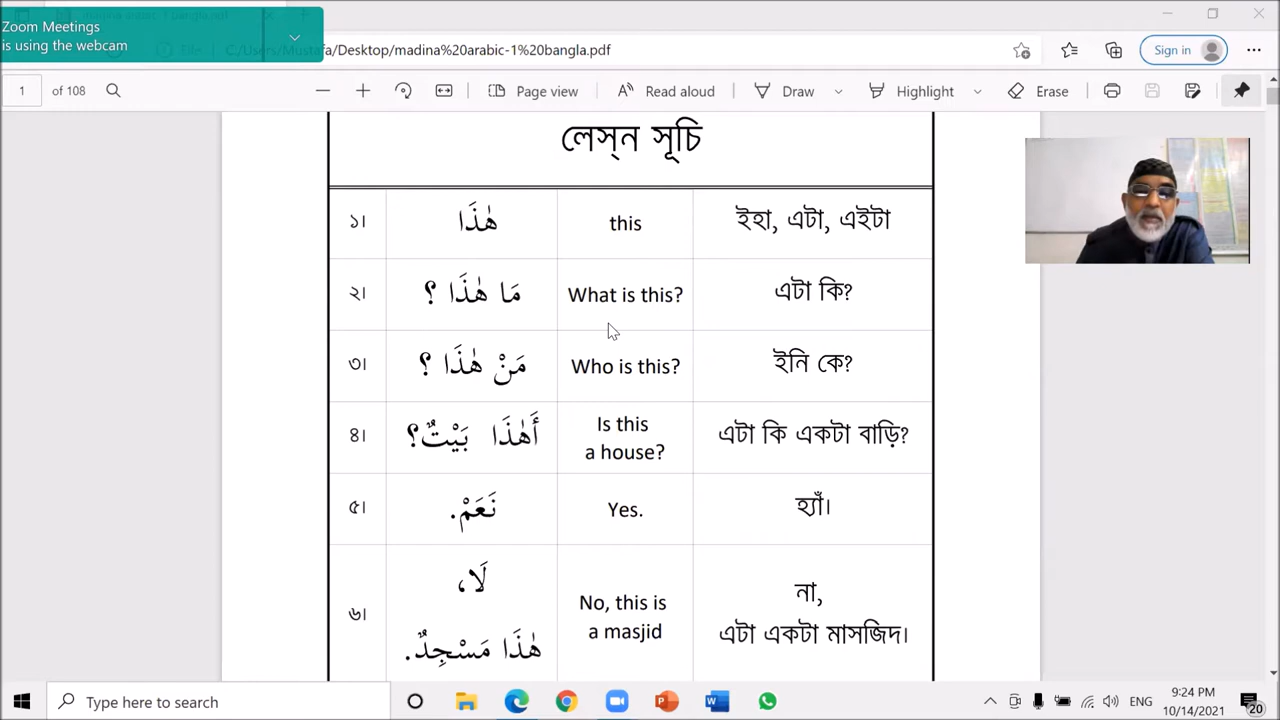 Zoom Meetings
is using the webcam
C:/Users/Mustafa/Desktop/madina%20arabic-1%20bangla.pdf
Sign in
1 of 108
Page view
Read aloud
Draw
Highlight
Erase
লেস্‌ন সূচি
১। هٰذَا this ইহা, এটা, এইটা
২। مَا هٰذَا ؟ What is this? এটা কি?
৩। مَنْ هٰذَا ؟ Who is this? ইনি কে?
৪। أَهٰذَا بَيْتٌ؟ Is this
a house? এটা কি একটা বাড়ি?
৫। نَعَمْ. Yes. হ্যাঁ।
৬। لَا،
هٰذَا مَسْجِدٌ. No, this is
a masjid না,
এটা একটা মাসজিদ।
Type here to search
ENG
9:24 PM
10/14/2021
20